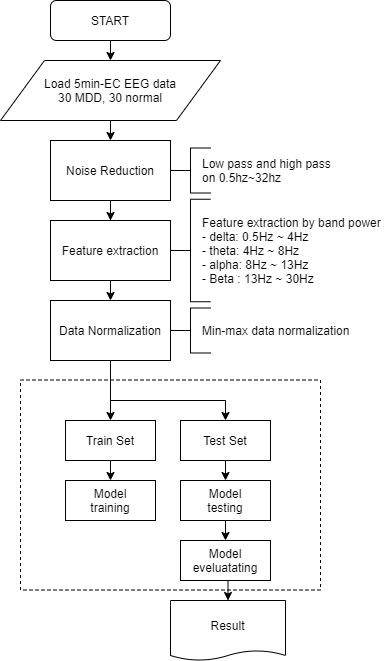 START
Load 5min-EC EEG data
30 MDD, 30 normal
Noise Reduction
Low pass and high pass
on 0.5hz~32hz
Feature extraction
Feature extraction by band power
- delta: 0.5Hz ~ 4Hz
- theta: 4Hz ~ 8Hz
- alpha: 8Hz ~ 13Hz
- Beta : 13Hz ~ 30Hz
Data Normalization
Min-max data normalization
Train Set
Test Set
Model
training
Model
testing
Model
eveluatating
Result